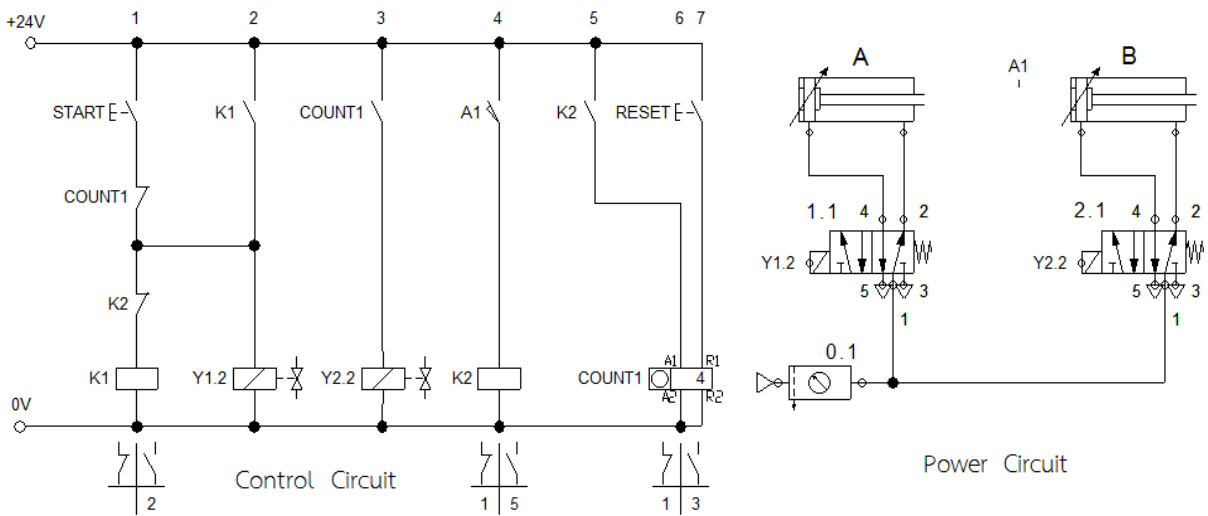 1 2 3 4 5 6 7
+24V
START K1 COUNT1 A1 K2 RESET
COUNT1
K2
A1 R1
K1 Y1.2 Y2.2 K2 COUNT1 4
A2 R2
0V
2 1 5 1 3
Control Circuit
A A1 B
1.1 4 2 2.1 4 2
Y1.2 Y2.2
5 3 5 3
1 1
0.1
Power Circuit